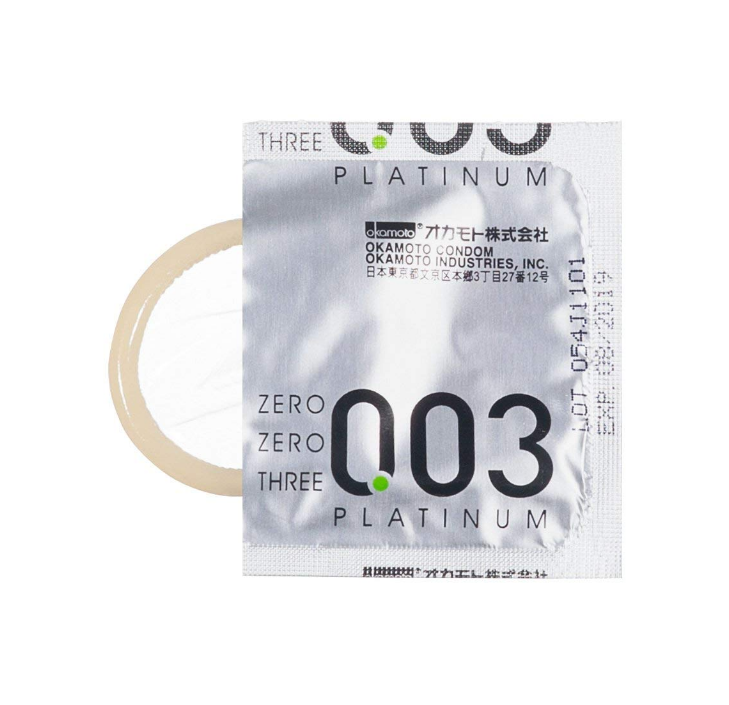 THREE 0.03
PLATINUM
okamoto® オカモト株式会社
OKAMOTO CONDOM
OKAMOTO INDUSTRIES, INC.
日本東京都文京区本郷3丁目27番12号
LOT 054J1101
EXP. 08/2019
ZERO
ZERO
THREE
0.03
PLATINUM
オカモト株式会社